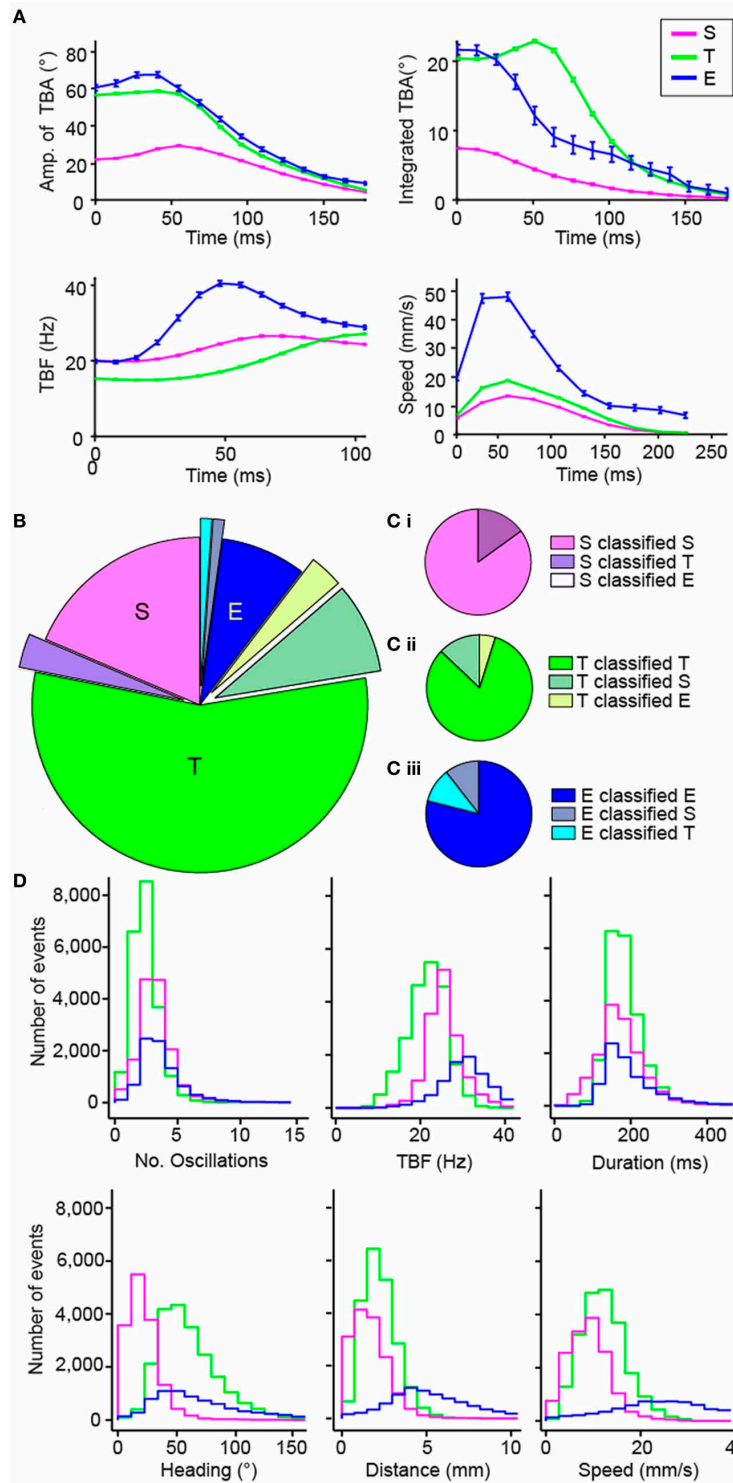 A
Amp. of TBA (°)
80
60
40
20
0
0
50
100
150
Time (ms)
Integrated TBA(°)
20
10
0
0
50
100
150
Time (ms)
S
T
E
TBF (Hz)
40
20
0
0
50
100
Time (ms)
Speed (mm/s)
50
40
30
20
10
0
0
50
100
150
200
250
Time (ms)
B
S
E
T
C i
S classified S
S classified T
S classified E
C ii
T classified T
T classified S
T classified E
C iii
E classified E
E classified S
E classified T
D
Number of events
8,000
6,000
4,000
2,000
0
0
5
10
15
No. Oscillations
0
20
40
TBF (Hz)
0
200
400
Duration (ms)
Number of events
8,000
6,000
4,000
2,000
0
0
50
100
150
Heading (°)
0
5
10
Distance (mm)
0
20
Speed (mm/s)